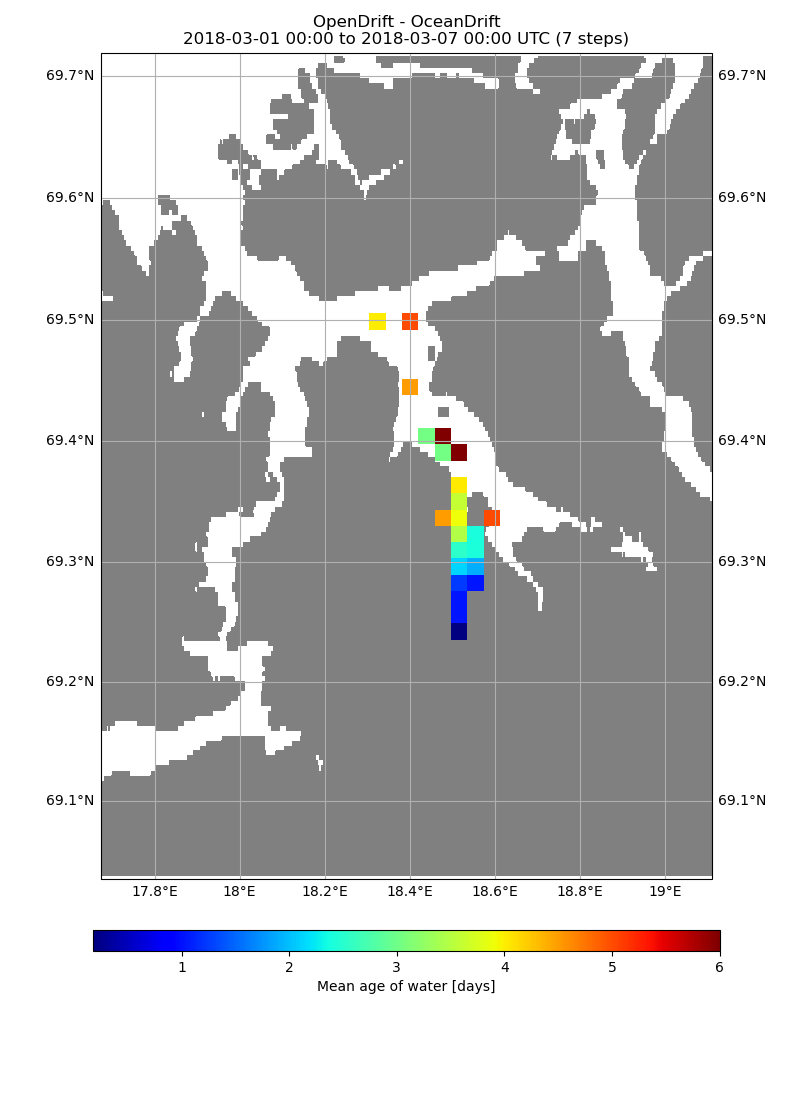 OpenDrift - OceanDrift
2018-03-01 00:00 to 2018-03-07 00:00 UTC (7 steps)
69.7°N 69.7°N
69.6°N 69.6°N
69.5°N 69.5°N
69.4°N 69.4°N
69.3°N 69.3°N
69.2°N 69.2°N
69.1°N 69.1°N
17.8°E 18°E 18.2°E 18.4°E 18.6°E 18.8°E 19°E
1 2 3 4 5 6
Mean age of water [days]